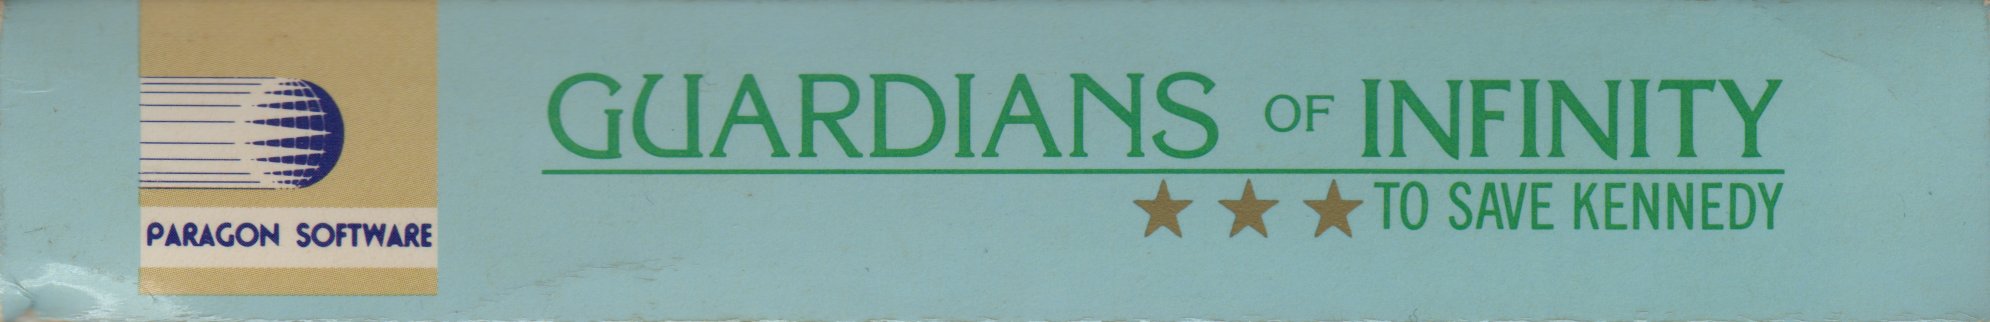 PARAGON SOFTWARE
GUARDIANS OF INFINITY
TO SAVE KENNEDY